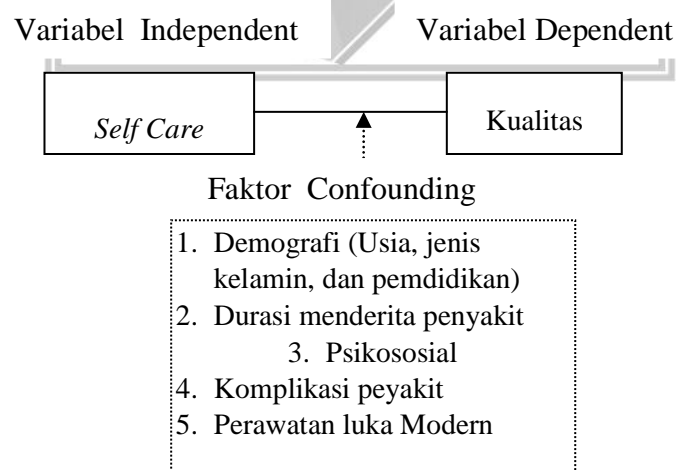 Variabel Independent Variabel Dependent
Self Care Kualitas
Faktor Confounding
1. Demografi (Usia, jenis
kelamin, dan pemdidikan)
2. Durasi menderita penyakit
3. Psikososial
4. Komplikasi peyakit
5. Perawatan luka Modern